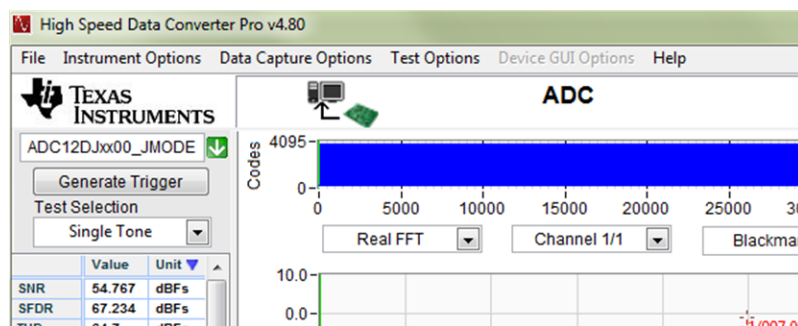 High Speed Data Converter Pro v4.80
File Instrument Options Data Capture Options Test Options Device GUI Options Help
TEXAS INSTRUMENTS
ADC
ADC12DJxx00_JMODE
Codes
4095
0
0 5000 10000 15000 20000 25000
Generate Trigger
Test Selection
Single Tone
Real FFT
Channel 1/1
Value Unit
SNR 54.767 dBFs
SFDR 67.234 dBFs
10.0
0.0